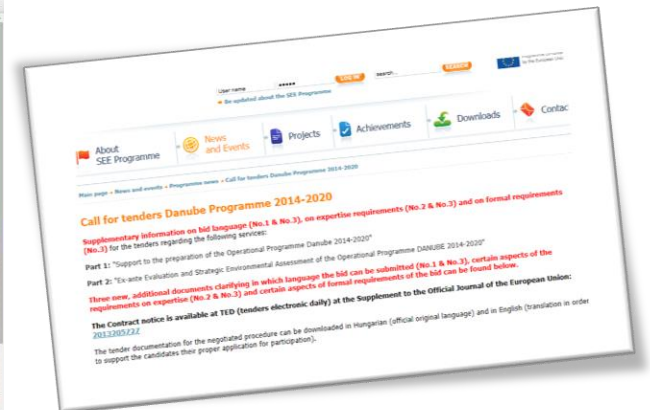 User name ••••• LOG IN search... SEARCH
Be updated about the SEE Programme
by the European Union
About SEE Programme
News and Events
Projects
Achievements
Downloads
Contac
Main page • News and events • Programme news • Call for tenders Danube Programme 2014-2020
Call for tenders Danube Programme 2014-2020
Supplementary information on bid language (No.1 & No.3), on expertise requirements (No.2 & No.3) and on formal requirements
(No.3) for the tenders regarding the following services:
Part 1: "Support to the preparation of the Operational Programme Danube 2014-2020"
Part 2: "Ex-ante Evaluation and Strategic Environmental Assessment of the Operational Programme DANUBE 2014-2020"
Three new, additional documents clarifying in which language the bid can be submitted (No.1 & No.3), certain aspects of the
requirements on expertise (No.2 & No.3) and certain aspects of formal requirements of the bid can be found below.
The Contract notice is available at TED (tenders electronic daily) at the Supplement to the Official Journal of the European Union:
The tender documentation for the negotiated procedure can be downloaded in Hungarian (official original language) and in English (translation in order
to support the candidates their proper application for participation).